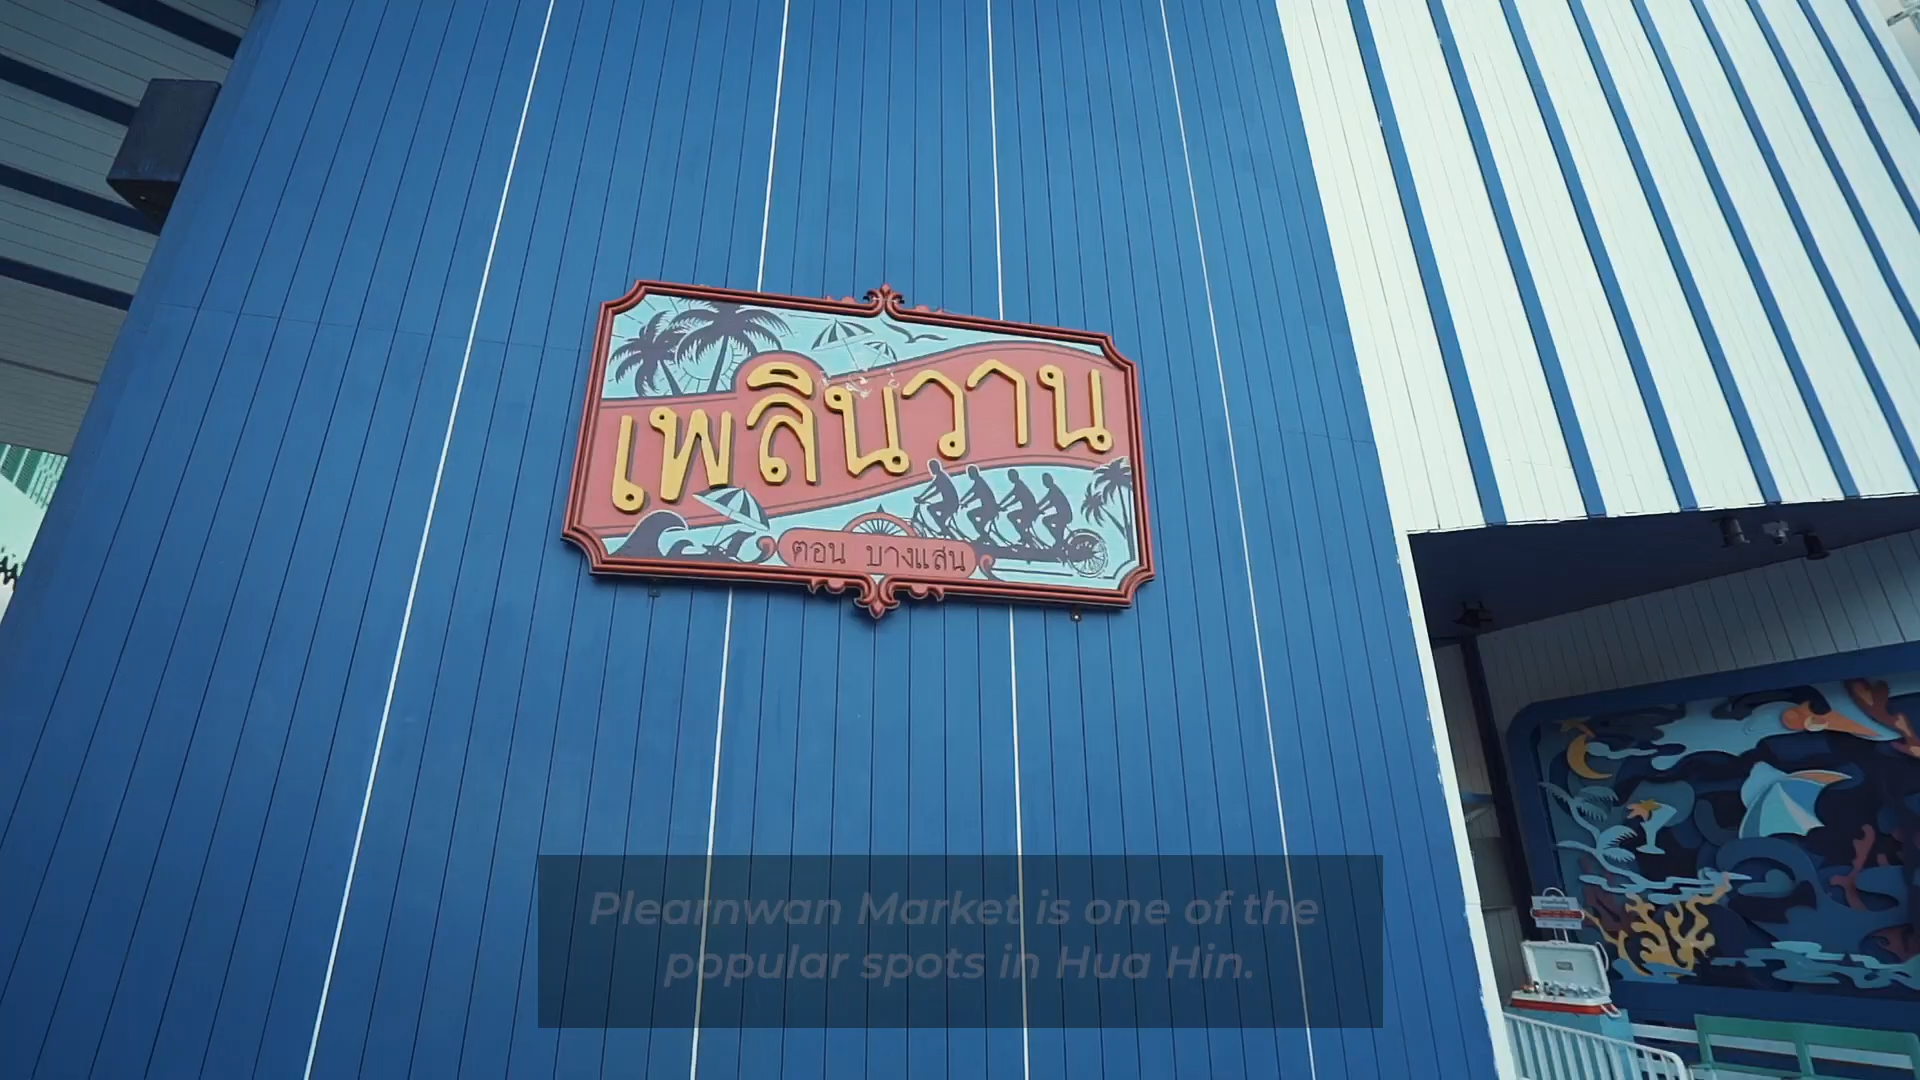 เพลินวาน
ตอน บางแสน
Plearnwan Market is one of the
popular spots in Hua Hin.